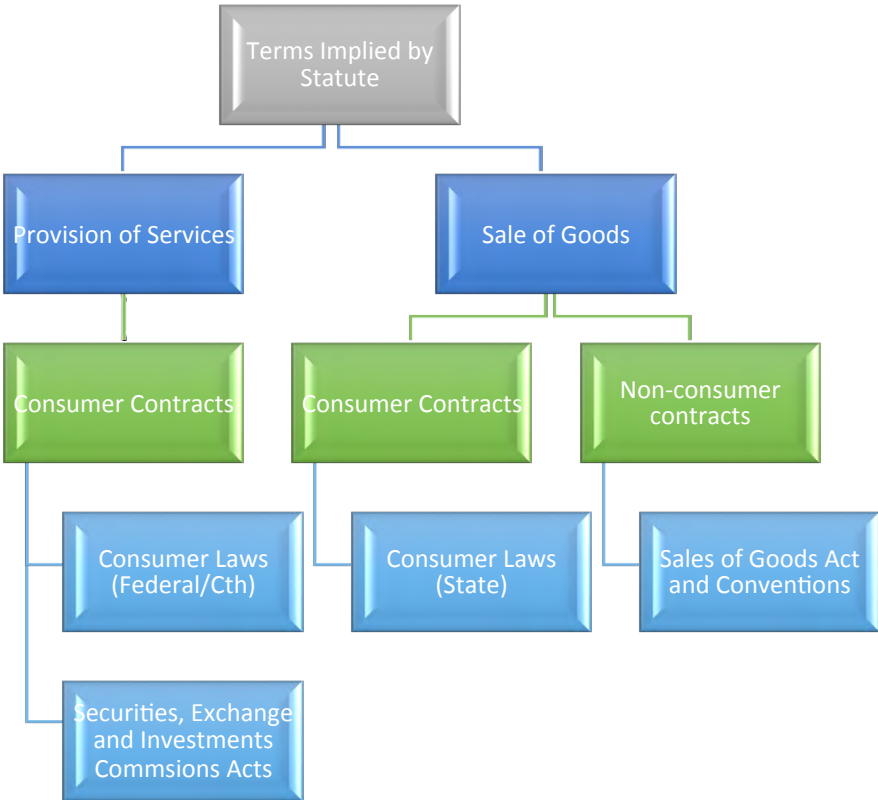 Terms Implied by
Statute
Provision of Services
Sale of Goods
Consumer Contracts
Consumer Contracts
Non-consumer
contracts
Consumer Laws
(Federal/Cth)
Consumer Laws
(State)
Sales of Goods Act
and Conventions
Securities, Exchange
and Investments
Commsions Acts